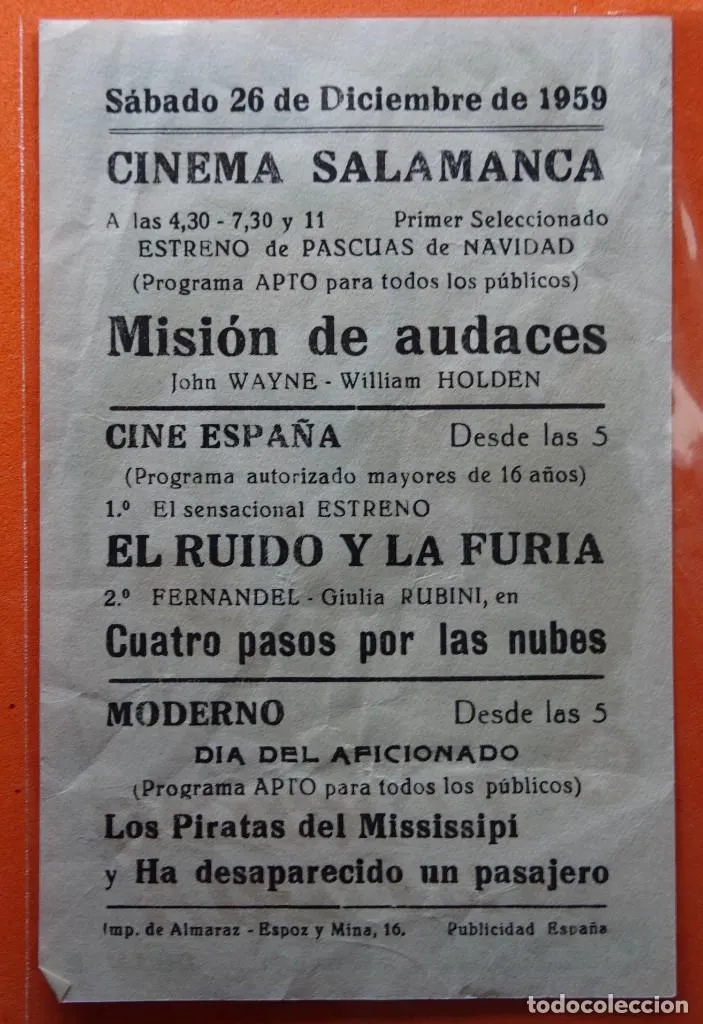 Sábado 26 de Diciembre de 1959
CINEMA SALAMANCA
A las 4,30 - 7,30 y 11 Primer Seleccionado
ESTRENO de PASCUAS de NAVIDAD
(Programa APTO para todos los públicos)
Misión de audaces
John WAYNE - William HOLDEN
CINE ESPAÑA Desde las 5
(Programa autorizado mayores de 16 años)
1.º El sensacional ESTRENO
EL RUIDO Y LA FURIA
2.º FERNANDEL - Giulia RUBINI, en
Cuatro pasos por las nubes
MODERNO Desde las 5
DIA DEL AFICIONADO
(Programa APTO para todos los públicos)
Los Piratas del Mississipí
y Ha desaparecido un pasajero
Imp. de Almaraz - Espoz y Mina, 16. Publicidad España
todocoleccion